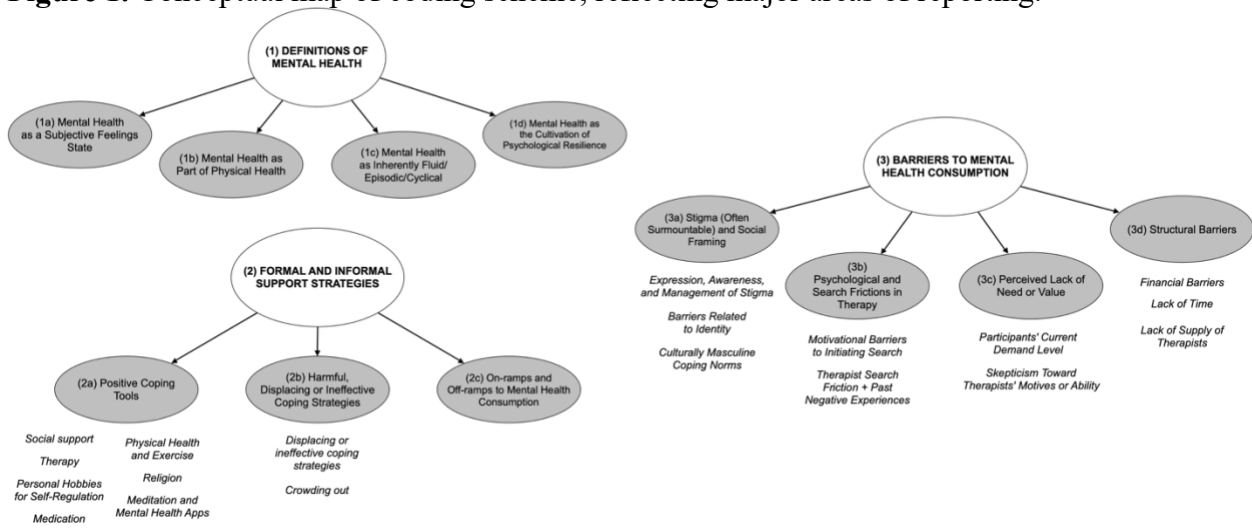 Figure 1. Conceptual map of coding scheme, reflecting major areas of reporting.
(1) DEFINITIONS OF
MENTAL HEALTH
(1a) Mental Health
as a Subjective Feelings
State
(1b) Mental Health as
Part of Physical Health
(1c) Mental Health
as Inherently Fluid/
Episodic/Cyclical
(1d) Mental Health as
the Cultivation of
Psychological Resilience
(2) FORMAL AND INFORMAL
SUPPORT STRATEGIES
(2a) Positive Coping
Tools
Social support
Therapy
Personal Hobbies
for Self-Regulation
Medication
Physical Health
and Exercise
Religion
Meditation and
Mental Health Apps
(2b) Harmful,
Displacing or Ineffective
Coping Strategies
Displacing or
ineffective coping
strategies
Crowding out
(2c) On-ramps and
Off-ramps to Mental Health
Consumption
(3) BARRIERS TO MENTAL
HEALTH CONSUMPTION
(3a) Stigma (Often
Surmountable) and Social
Framing
Expression, Awareness,
and Management of Stigma
Barriers Related
to Identity
Culturally Masculine
Coping Norms
(3b)
Psychological and
Search Frictions in
Therapy
Motivational Barriers
to Initiating Search
Therapist Search
Friction + Past
Negative Experiences
(3c) Perceived Lack of
Need or Value
Participants' Current
Demand Level
Skepticism Toward
Therapists' Motives or Ability
(3d) Structural Barriers
Financial Barriers
Lack of Time
Lack of Supply of
Therapists